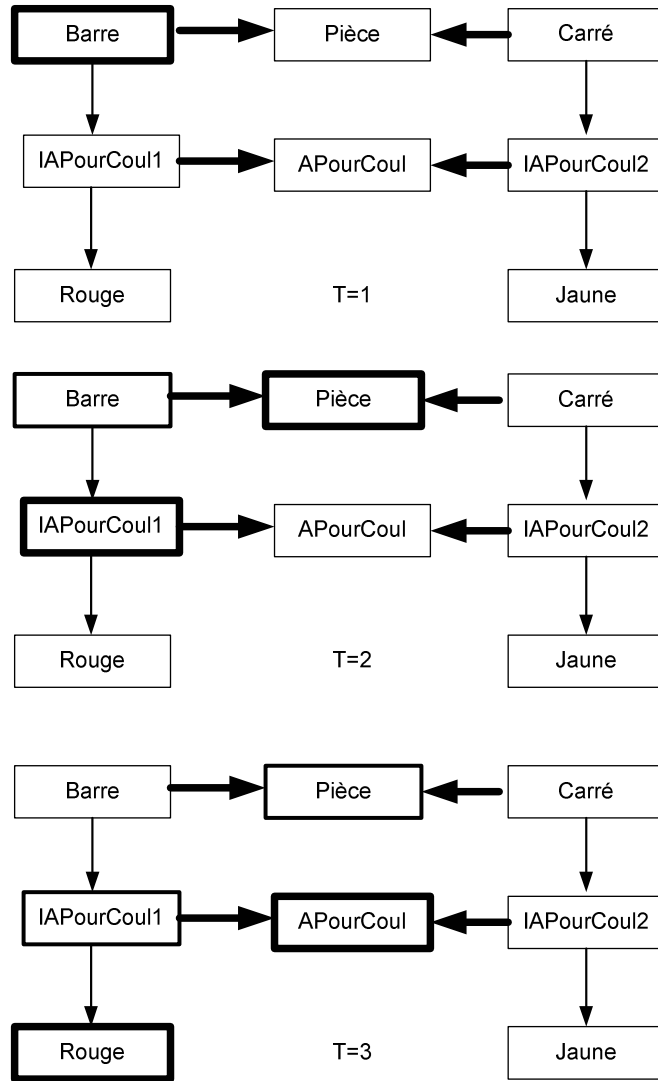 Barre Pièce Carré
IAPourCoul1 APourCoul IAPourCoul2
Rouge T=1 Jaune
Barre Pièce Carré
IAPourCoul1 APourCoul IAPourCoul2
Rouge T=2 Jaune
Barre Pièce Carré
IAPourCoul1 APourCoul IAPourCoul2
Rouge T=3 Jaune